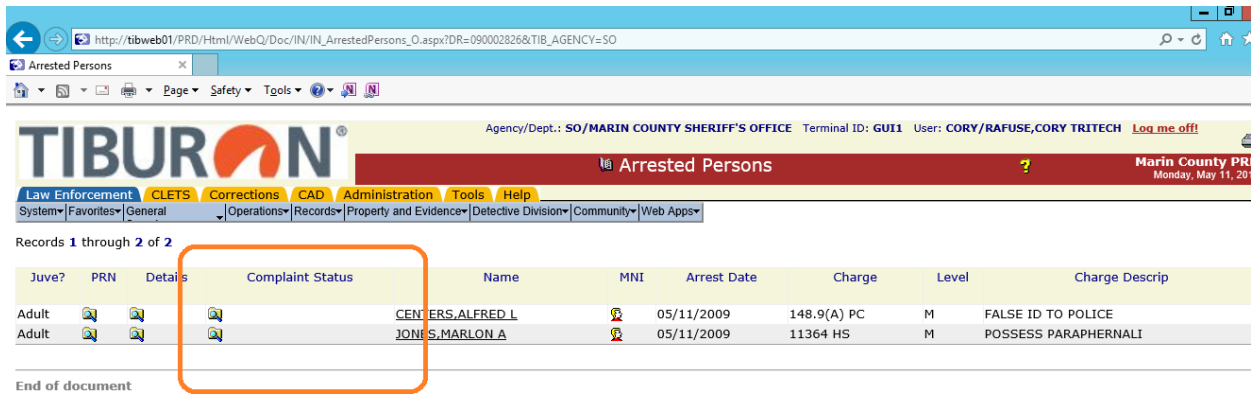 http://tibweb01/PRD/Html/WebQ/Doc/IN/IN_ArrestedPersons_O.aspx?DR=090002826&TIB_AGENCY=SO
Arrested Persons
Page Safety Tools
TIBURON®
Agency/Dept.: SO/MARIN COUNTY SHERIFF'S OFFICE Terminal ID: GUI1 User: CORY/RAFUSE,CORY TRITECH Log me off!
Arrested Persons ? Marin County PR
Monday, May 11, 201
Law Enforcement CLETS Corrections CAD Administration Tools Help
System Favorites General Operations Records Property and Evidence Detective Division Community Web Apps
Records 1 through 2 of 2
Juve? PRN Details Complaint Status Name MNI Arrest Date Charge Level Charge Descrip
Adult CENTERS,ALFRED L 05/11/2009 148.9(A) PC M FALSE ID TO POLICE
Adult JONES,MARLON A 05/11/2009 11364 HS M POSSESS PARAPHERNALI
End of document